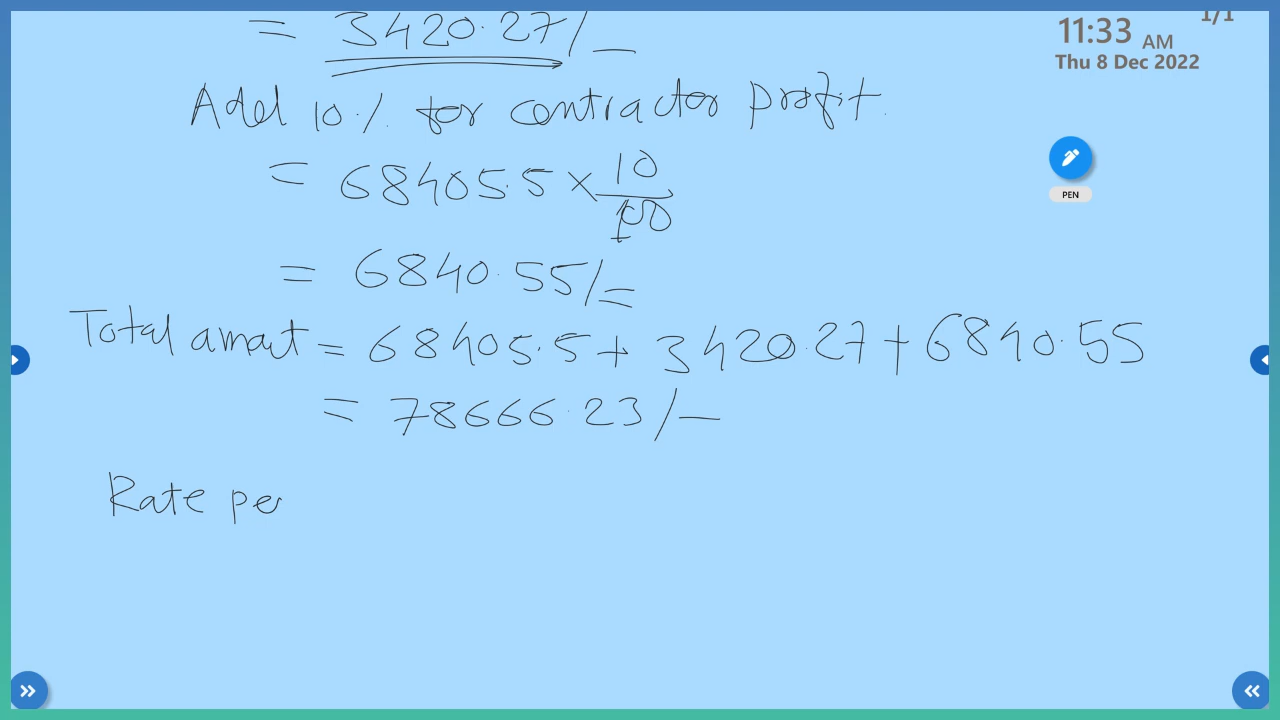 = 3420.27/_
1/1
11:33 AM
Thu 8 Dec 2022
Add 10% for contractor profit.
= 68405.5 × 10/100
PEN
= 6840.55/=
Total amount = 68405.5 + 3420.27 + 6840.55
= 78666.23/—
Rate pe